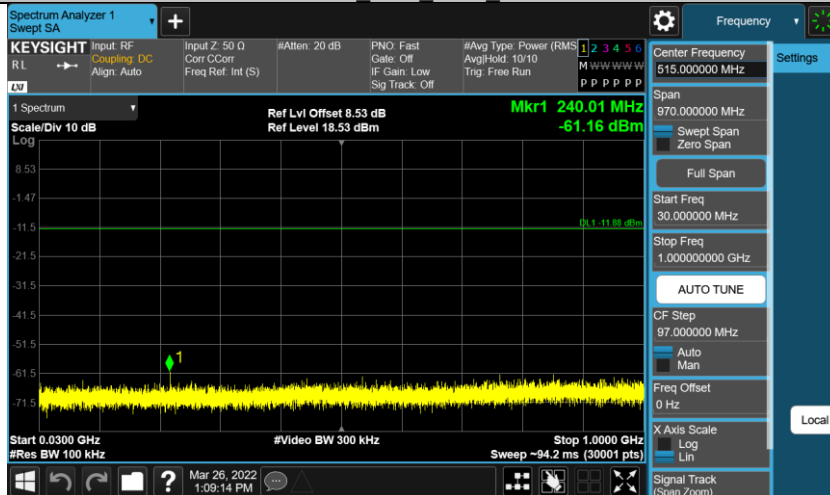 Spectrum Analyzer 1
Swept SA
Frequency
KEYSIGHT
RL
LXI
Input: RF
Coupling: DC
Align: Auto
Input Z: 50 Ω
Corr CCorr
Freq Ref: Int (S)
#Atten: 20 dB
PNO: Fast
Gate: Off
IF Gain: Low
Sig Track: Off
#Avg Type: Power (RMS
Avg|Hold: 10/10
Trig: Free Run
1 2 3 4 5 6
M W W W W W
P P P P P P
1 Spectrum
Scale/Div 10 dB
Ref Lvl Offset 8.53 dB
Ref Level 18.53 dBm
Mkr1 240.01 MHz
-61.16 dBm
Log
8.53
-1.47
-11.5
-21.5
-31.5
-41.5
-51.5
-61.5
-71.5
DL1 -11.88 dBm
1
Start 0.0300 GHz
#Res BW 100 kHz
#Video BW 300 kHz
Stop 1.0000 GHz
Sweep ~94.2 ms (30001 pts)
Mar 26, 2022
1:09:14 PM
Center Frequency
515.000000 MHz
Span
970.000000 MHz
Swept Span
Zero Span
Full Span
Start Freq
30.000000 MHz
Stop Freq
1.000000000 GHz
AUTO TUNE
CF Step
97.000000 MHz
Auto
Man
Freq Offset
0 Hz
X Axis Scale
Log
Lin
Signal Track
(Span Zoom)
Settings
Local